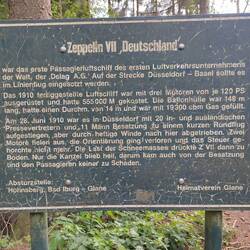 Zeppelin VII „Deutschland"
war das erste Passagierluftschiff des ersten Luftverkehrsunternehmens
der Welt, der „Delag A.G." Auf der Strecke Düsseldorf - Basel sollte es
im Linienflug eingesetzt werden.
Das 1910 fertiggestellte Luftschiff war mit drei Motoren von je 120 PS
ausgerüstet und hatte 555000 M gekostet. Die Ballonhülle war 148 m
lang, hatte einen Durchm. von 14 m und war mit 19300 cbm Gas gefüllt.
Am 28. Juni 1910 war es in Düsseldorf mit 20 in- und ausländischen
Pressevertretern und 11 Mann Besatzung zu einem kurzen Rundflug
aufgestiegen, aber durch heftige Winde nach hier abgetrieben. Zwei
Motore fielen aus, die Orientierung ging verloren und das Steuer ge-
horchte nicht mehr. Die Last der Schneemassen drückte Z VII dann zu
Boden. Nur die Kanzel blieb heil, darum kam auch von der Besatzung
und den Passagieren keiner zu Schaden.
Absturzstelle:
Holmsberg, Bad Iburg - Glane
Heimatverein Glane